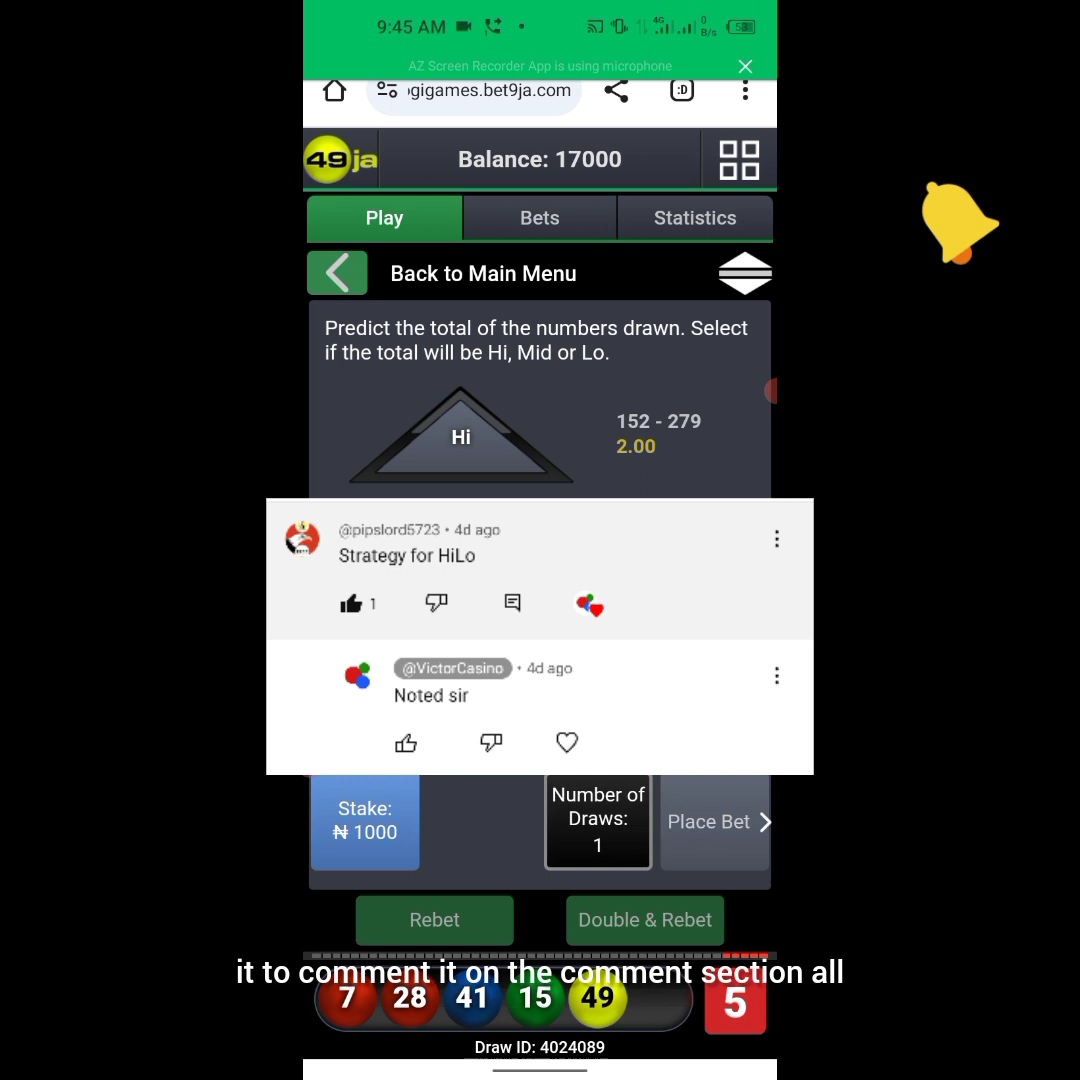 9:45 AM
4G
0
B/s
53
AZ Screen Recorder App is using microphone
gigames.bet9ja.com
:D
49ja
Balance: 17000
Play
Bets
Statistics
Back to Main Menu
Predict the total of the numbers drawn. Select
if the total will be Hi, Mid or Lo.
Hi
152 - 279
2.00
@pipslord5723 • 4d ago
Strategy for HiLo
1
@VictorCasino • 4d ago
Noted sir
Stake:
₦ 1000
Number of
Draws:
1
Place Bet
Rebet
Double & Rebet
it to comment it on the comment section all
7
28
41
15
49
5
Draw ID: 4024089